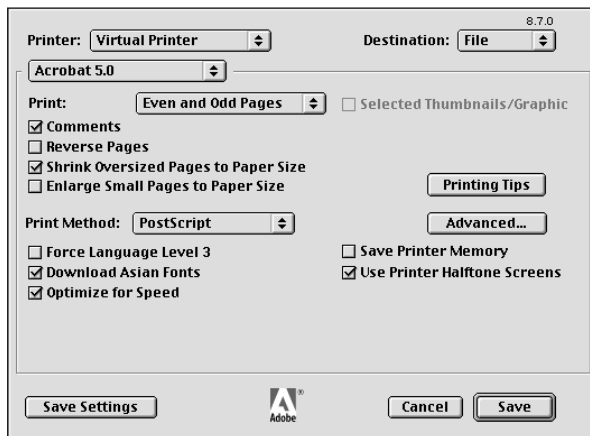 8.7.0
Printer: Virtual Printer Destination: File
Acrobat 5.0
Print: Even and Odd Pages Selected Thumbnails/Graphic
Comments
Reverse Pages
Shrink Oversized Pages to Paper Size
Enlarge Small Pages to Paper Size Printing Tips
Print Method: PostScript Advanced...
Force Language Level 3 Save Printer Memory
Download Asian Fonts Use Printer Halftone Screens
Optimize for Speed
Save Settings Adobe ® Cancel Save